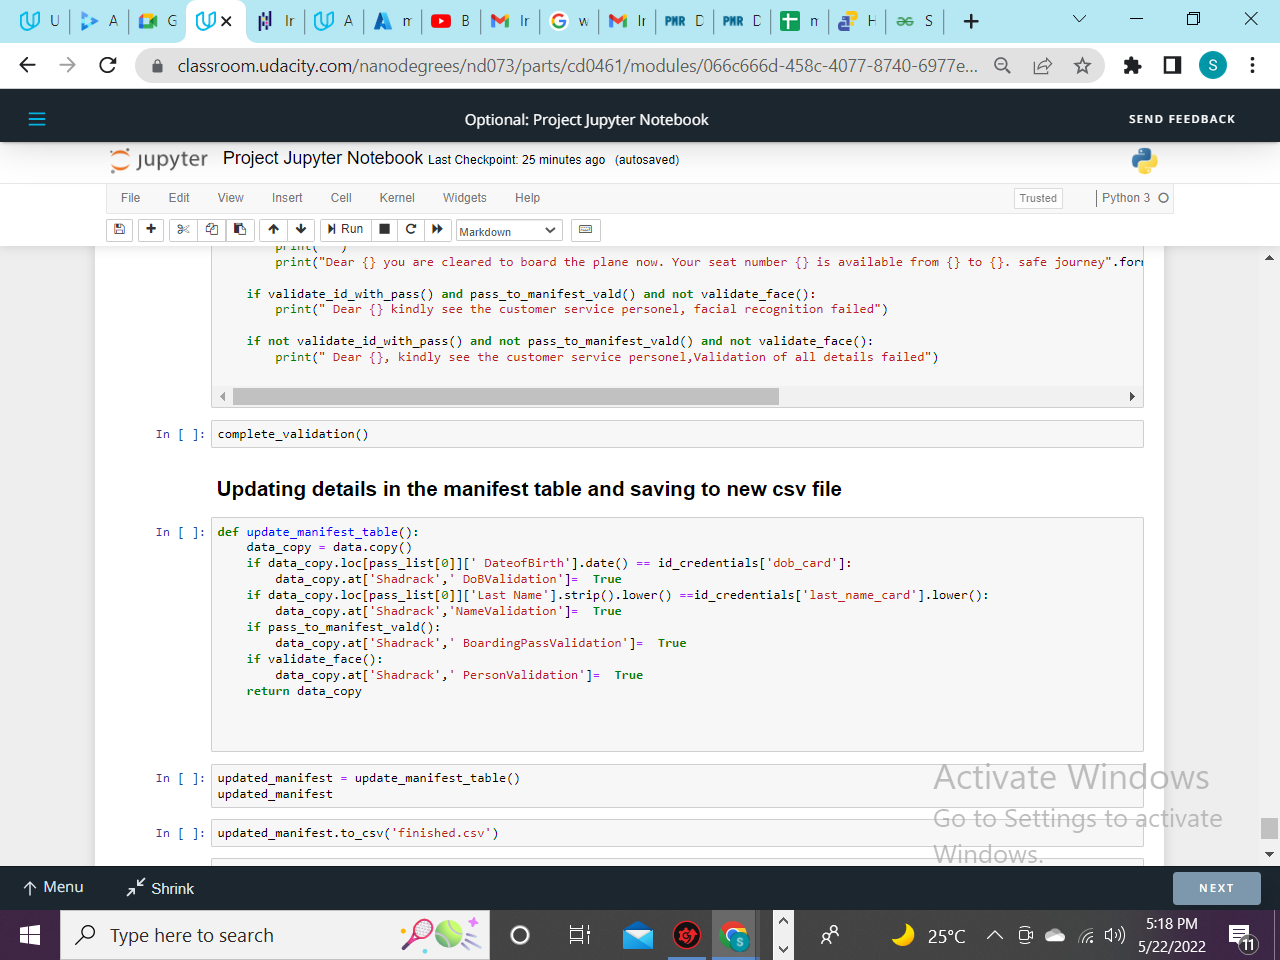 U A G Ir A m B Ir w Ir D D n H S
classroom.udacity.com/nanodegrees/nd073/parts/cd0461/modules/066c666d-458c-4077-8740-6977e...
S
Optional: Project Jupyter Notebook
SEND FEEDBACK
jupyter Project Jupyter Notebook Last Checkpoint: 25 minutes ago (autosaved)
File Edit View Insert Cell Kernel Widgets Help Trusted Python 3
Run Markdown
print(" ")
print("Dear {} you are cleared to board the plane now. Your seat number {} is available from {} to {}. safe journey".for
if validate_id_with_pass() and pass_to_manifest_vald() and not validate_face():
print(" Dear {} kindly see the customer service personel, facial recognition failed")
if not validate_id_with_pass() and not pass_to_manifest_vald() and not validate_face():
print(" Dear {}, kindly see the customer service personel,Validation of all details failed")
In [ ]: complete_validation()
Updating details in the manifest table and saving to new csv file
In [ ]: def update_manifest_table():
data_copy = data.copy()
if data_copy.loc[pass_list[0]][' DateofBirth'].date() == id_credentials['dob_card']:
data_copy.at['Shadrack',' DoBValidation']= True
if data_copy.loc[pass_list[0]]['Last Name'].strip().lower() ==id_credentials['last_name_card'].lower():
data_copy.at['Shadrack','NameValidation']= True
if pass_to_manifest_vald():
data_copy.at['Shadrack',' BoardingPassValidation']= True
if validate_face():
data_copy.at['Shadrack',' PersonValidation']= True
return data_copy
In [ ]: updated_manifest = update_manifest_table()
updated_manifest
In [ ]: updated_manifest.to_csv('finished.csv')
Activate Windows
Go to Settings to activate
Windows.
Menu Shrink NEXT
Type here to search
25°C
5:18 PM
5/22/2022
11